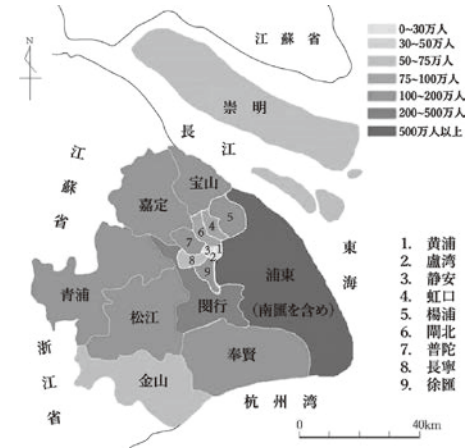 N
江蘇省
0~30万人
30~50万人
50~75万人
75~100万人
100~200万人
200~500万人
500万人以上
崇明
長江
江蘇省
宝山
嘉定
5
6
4
7
3
1
2
8
9
東海
浦東
(南匯を含め)
青浦
松江
閔行
奉賢
金山
浙江省
杭州湾
1. 黄浦
2. 盧湾
3. 静安
4. 虹口
5. 楊浦
6. 閘北
7. 普陀
8. 長寧
9. 徐匯
0 40km